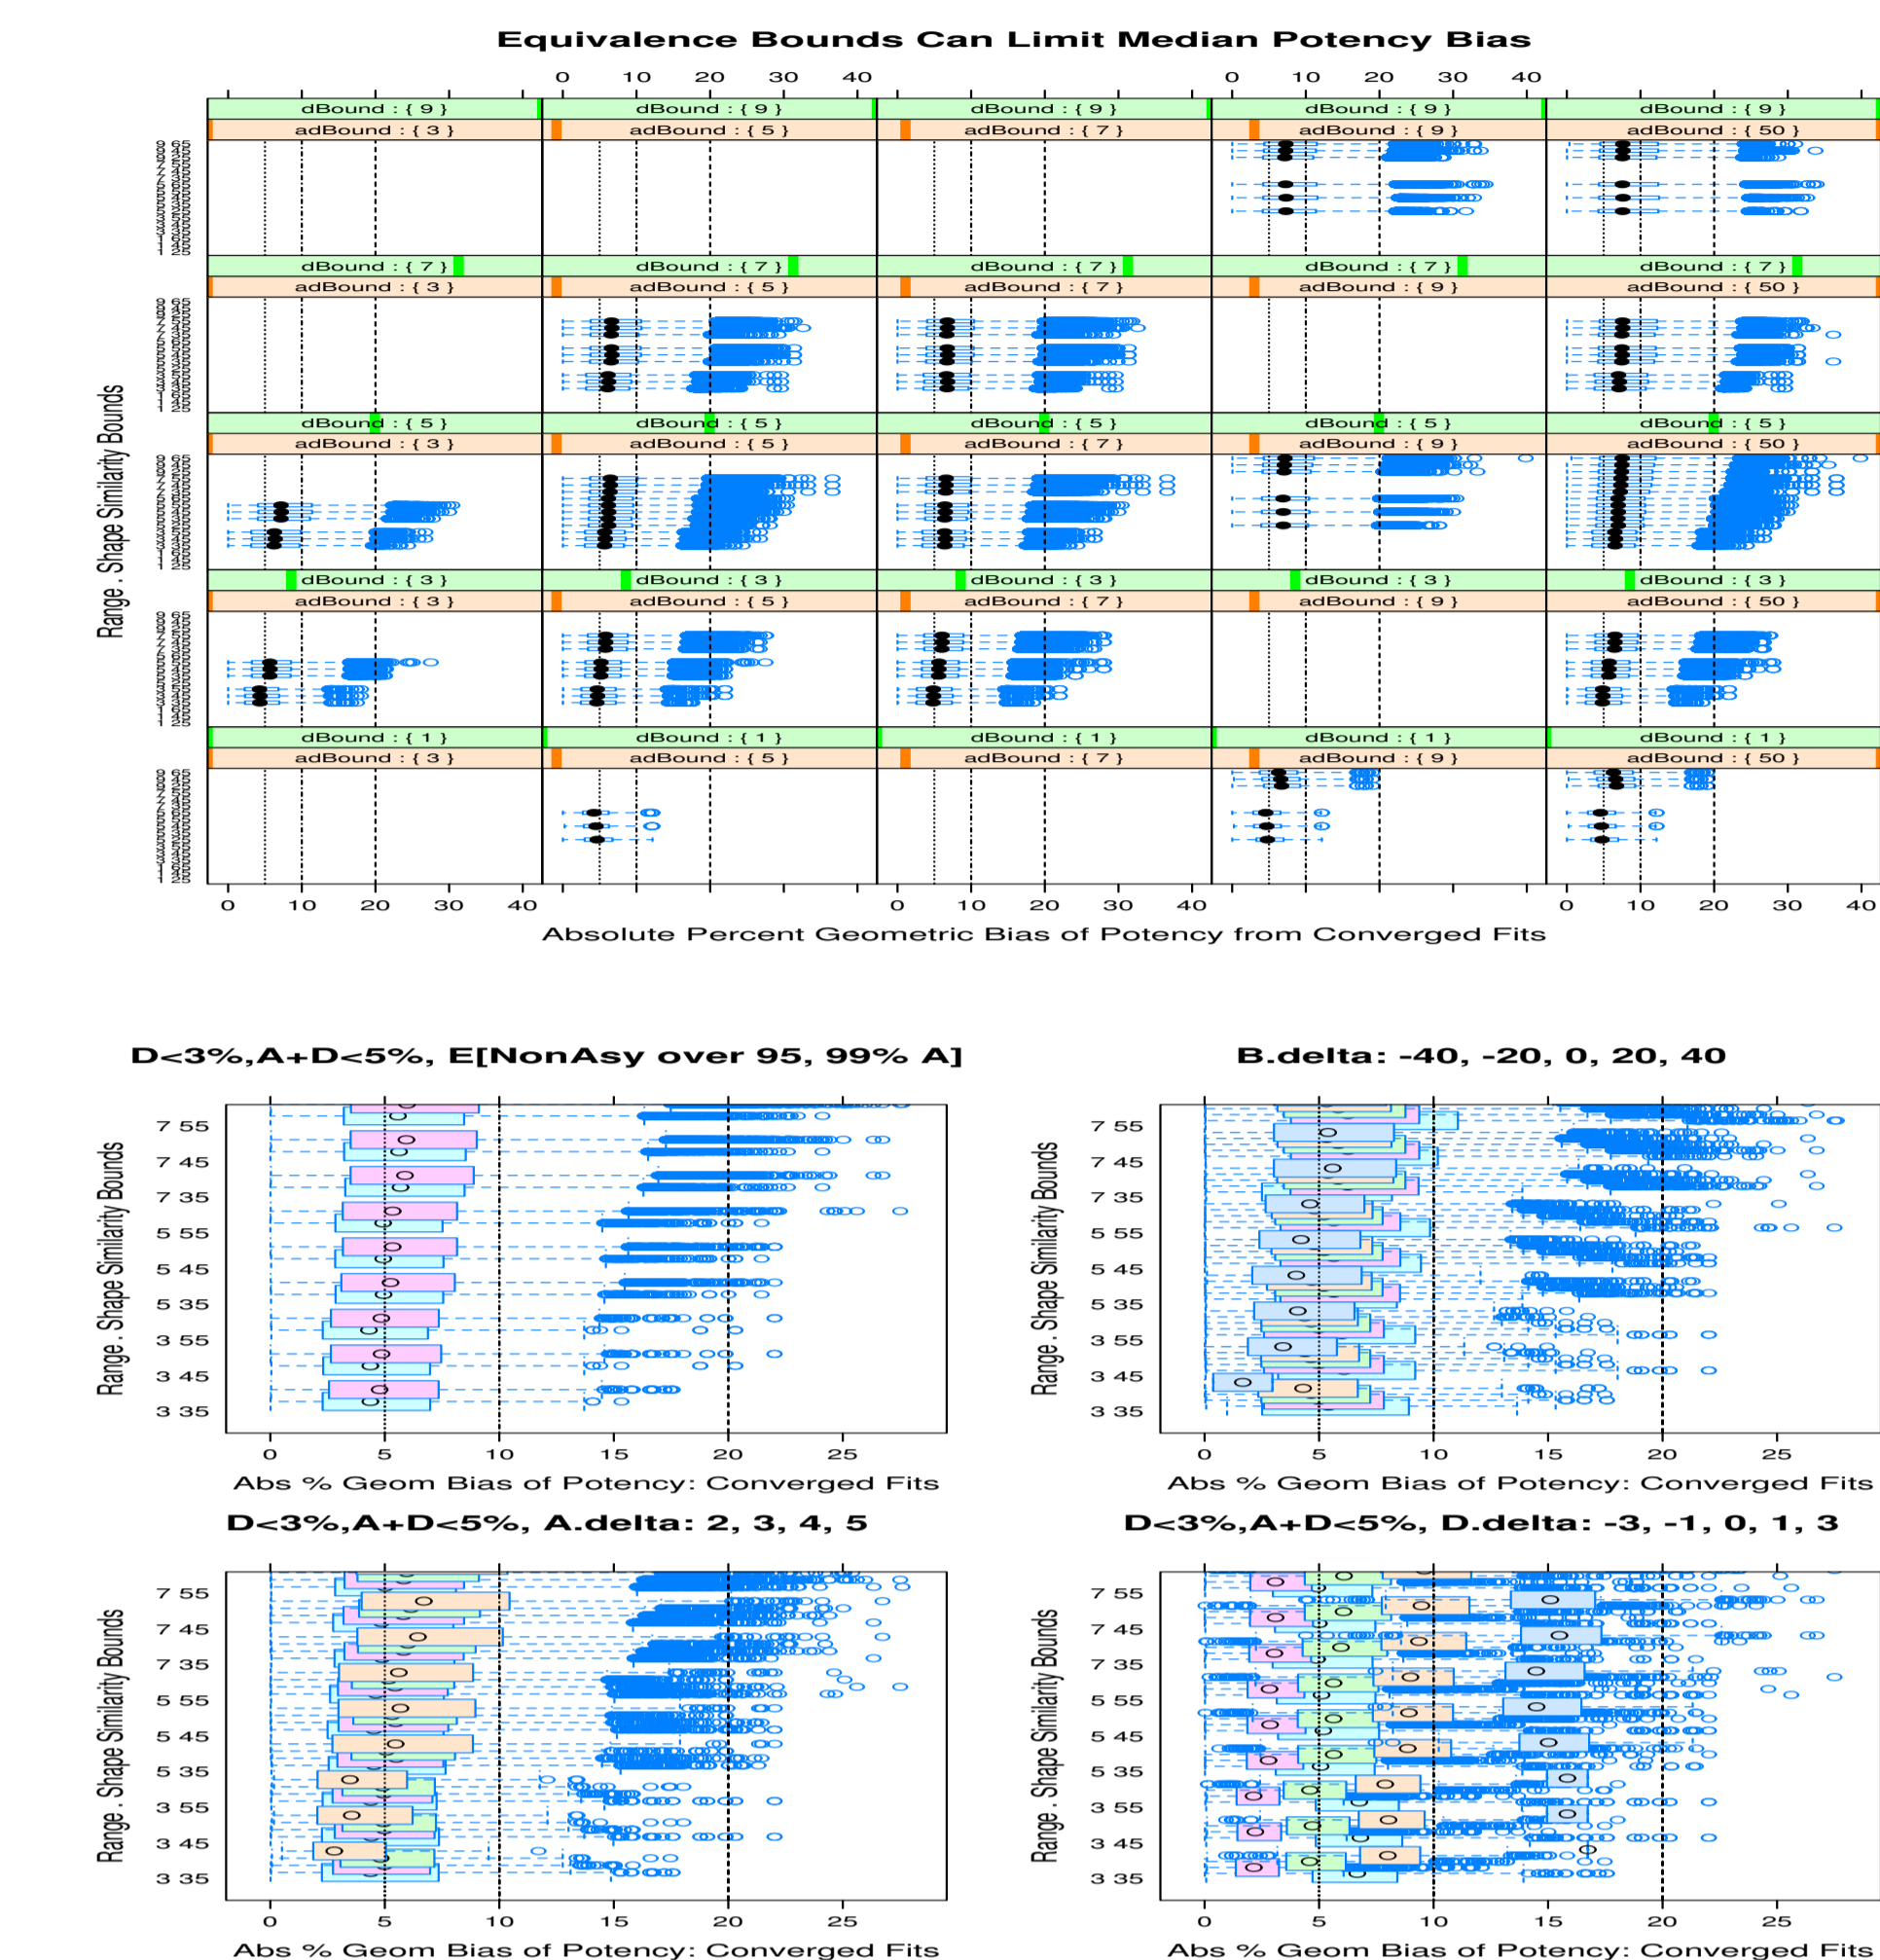 Equivalence Bounds Can Limit Median Potency Bias
0 10 20 30 40 0 10 20 30 40
dBound : { 9 } dBound : { 9 } dBound : { 9 } dBound : { 9 } dBound : { 9 }
adBound : { 3 } adBound : { 5 } adBound : { 7 } adBound : { 9 } adBound : { 50 }
dBound : { 7 } dBound : { 7 } dBound : { 7 } dBound : { 7 } dBound : { 7 }
adBound : { 3 } adBound : { 5 } adBound : { 7 } adBound : { 9 } adBound : { 50 }
dBound : { 5 } dBound : { 5 } dBound : { 5 } dBound : { 5 } dBound : { 5 }
adBound : { 3 } adBound : { 5 } adBound : { 7 } adBound : { 9 } adBound : { 50 }
dBound : { 3 } dBound : { 3 } dBound : { 3 } dBound : { 3 } dBound : { 3 }
adBound : { 3 } adBound : { 5 } adBound : { 7 } adBound : { 9 } adBound : { 50 }
dBound : { 1 } dBound : { 1 } dBound : { 1 } dBound : { 1 } dBound : { 1 }
adBound : { 3 } adBound : { 5 } adBound : { 7 } adBound : { 9 } adBound : { 50 }
Range . Shape Similarity Bounds
0 10 20 30 40 0 10 20 30 40 0 10 20 30 40
Absolute Percent Geometric Bias of Potency from Converged Fits
D<3%,A+D<5%, E[NonAsy over 95, 99% A]
Range . Shape Similarity Bounds
7 55
7 45
7 35
5 55
5 45
5 35
3 55
3 45
3 35
0 5 10 15 20 25
Abs % Geom Bias of Potency: Converged Fits
B.delta: -40, -20, 0, 20, 40
Range . Shape Similarity Bounds
7 55
7 45
7 35
5 55
5 45
5 35
3 55
3 45
3 35
0 5 10 15 20 25
Abs % Geom Bias of Potency: Converged Fits
D<3%,A+D<5%, A.delta: 2, 3, 4, 5
Range . Shape Similarity Bounds
7 55
7 45
7 35
5 55
5 45
5 35
3 55
3 45
3 35
0 5 10 15 20 25
Abs % Geom Bias of Potency: Converged Fits
D<3%,A+D<5%, D.delta: -3, -1, 0, 1, 3
Range . Shape Similarity Bounds
7 55
7 45
7 35
5 55
5 45
5 35
3 55
3 45
3 35
0 5 10 15 20 25
Abs % Geom Bias of Potency: Converged Fits